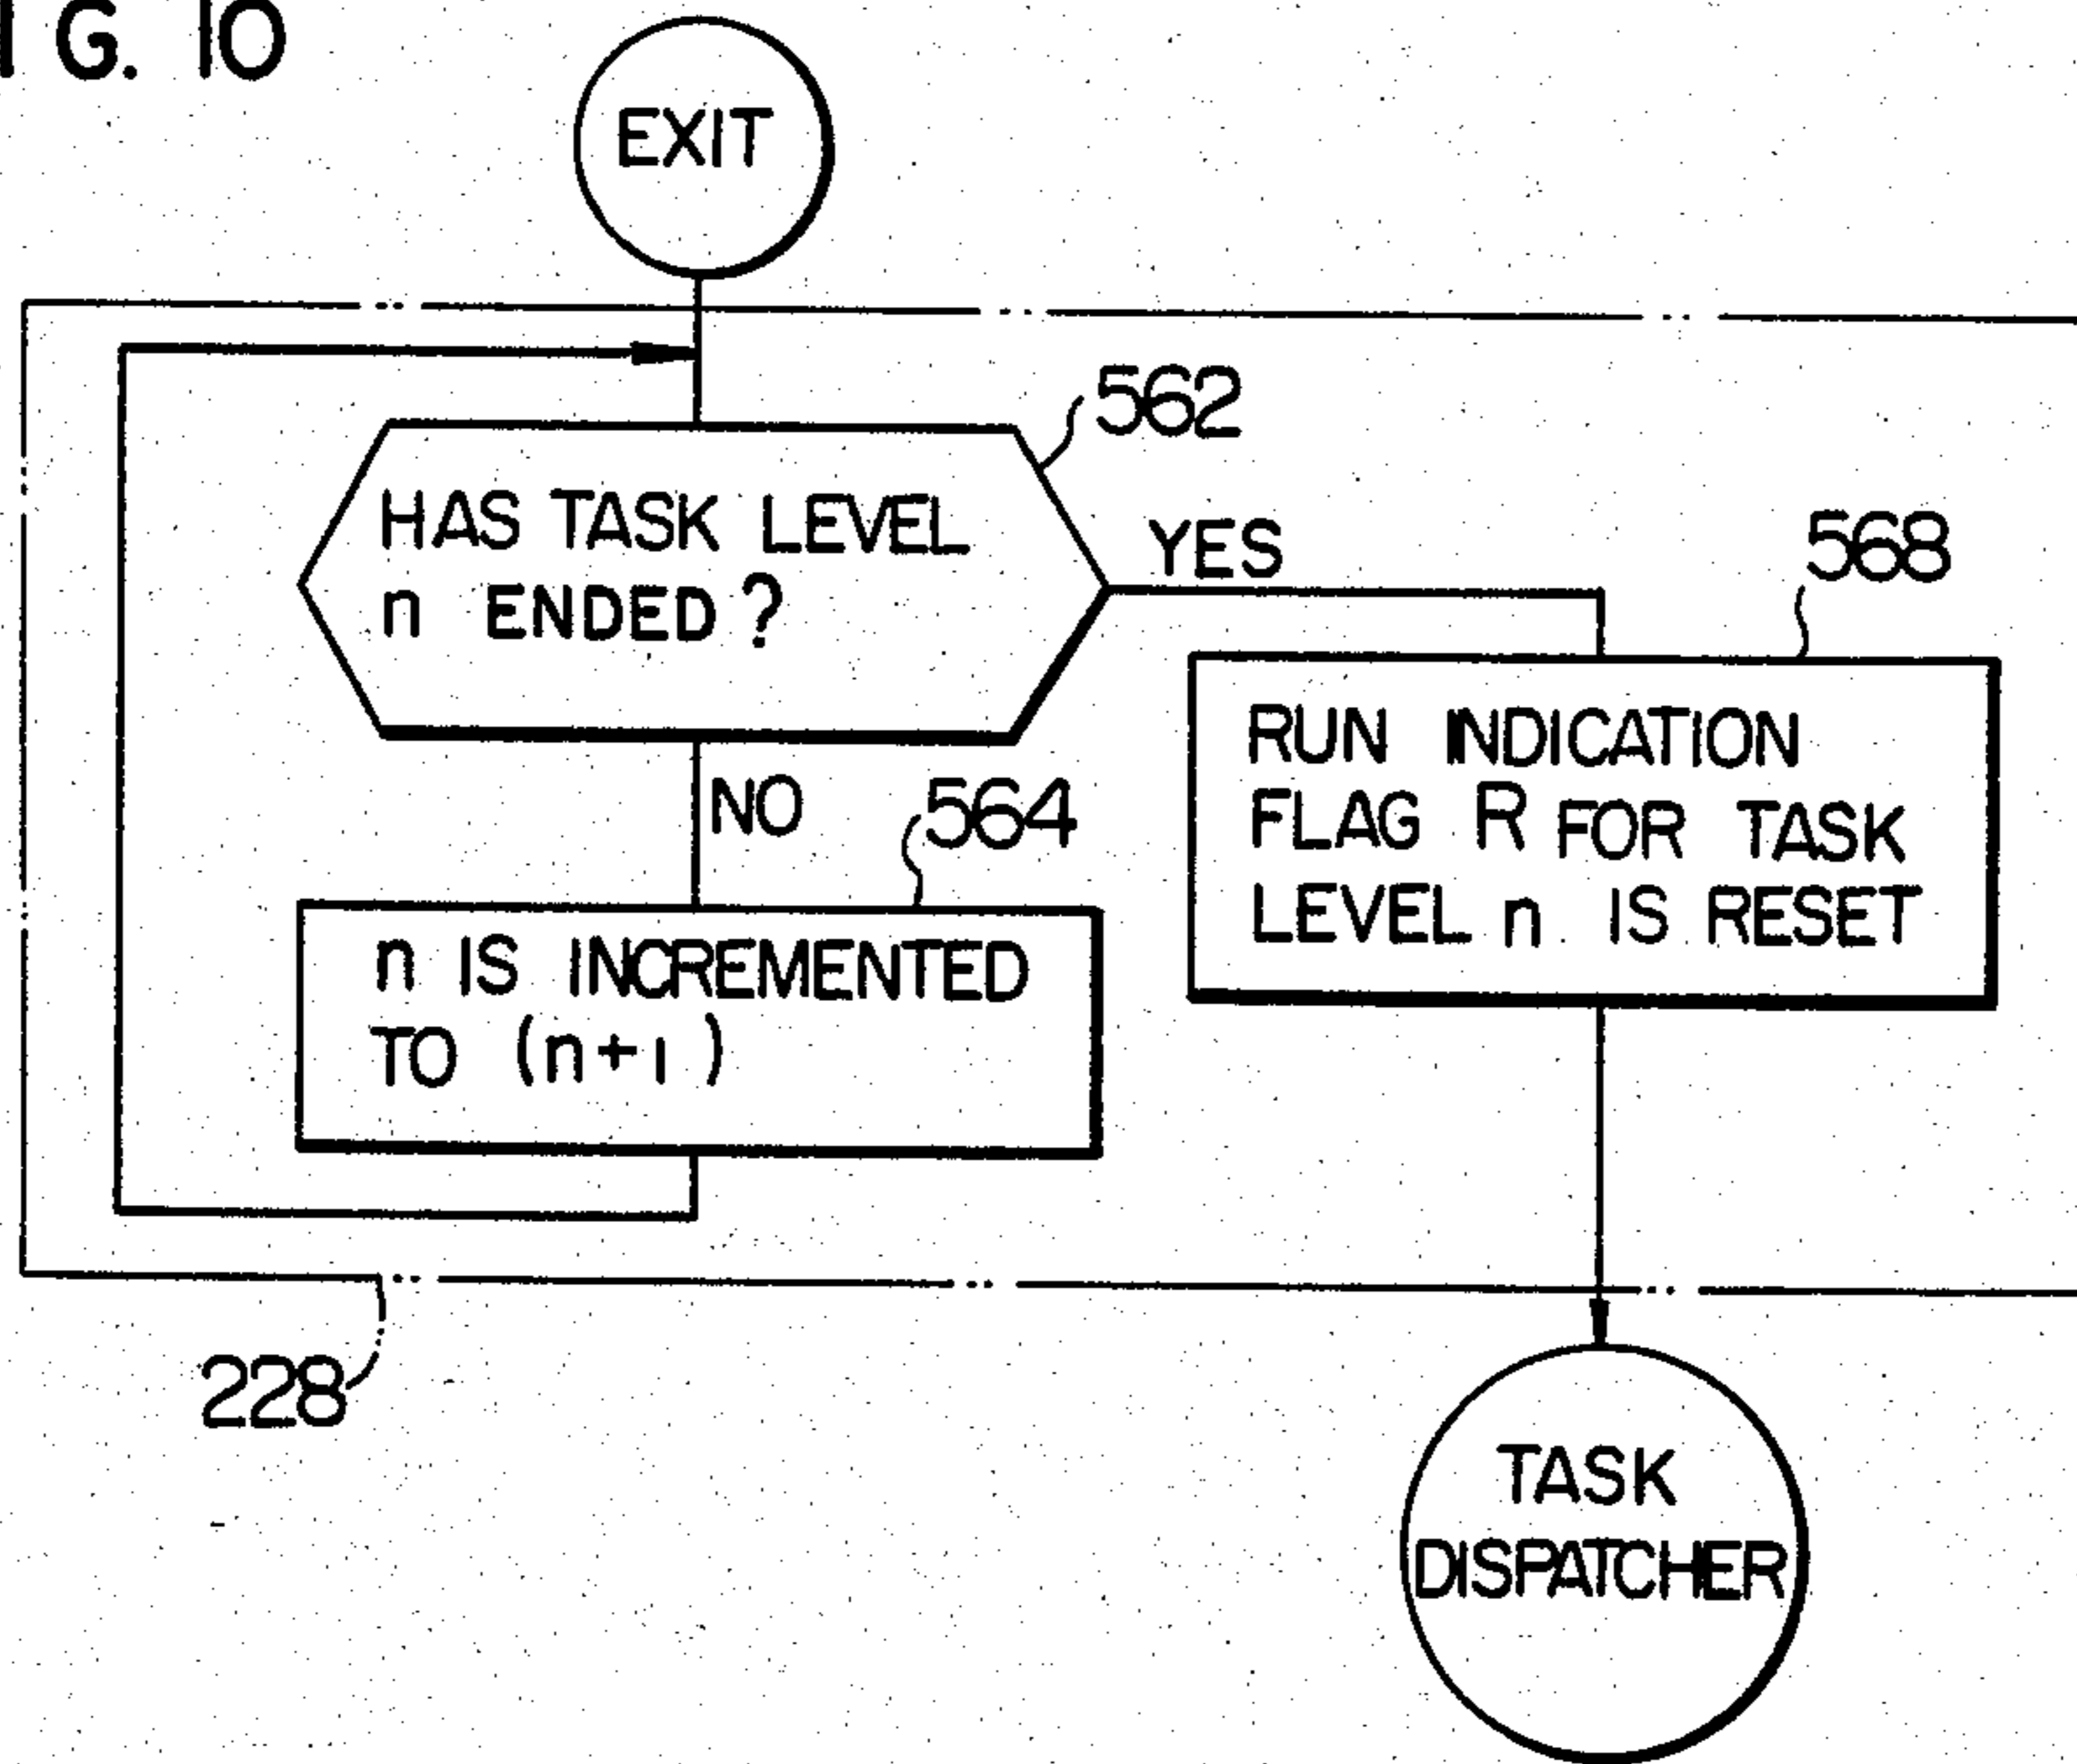 IG. 10
EXIT
562
HAS TASK LEVEL
n ENDED ?
YES
568
NO
564
RUN INDICATION
FLAG R FOR TASK
LEVEL n IS RESET
n IS INCREMENTED
TO (n+1)
228
TASK
DISPATCHER